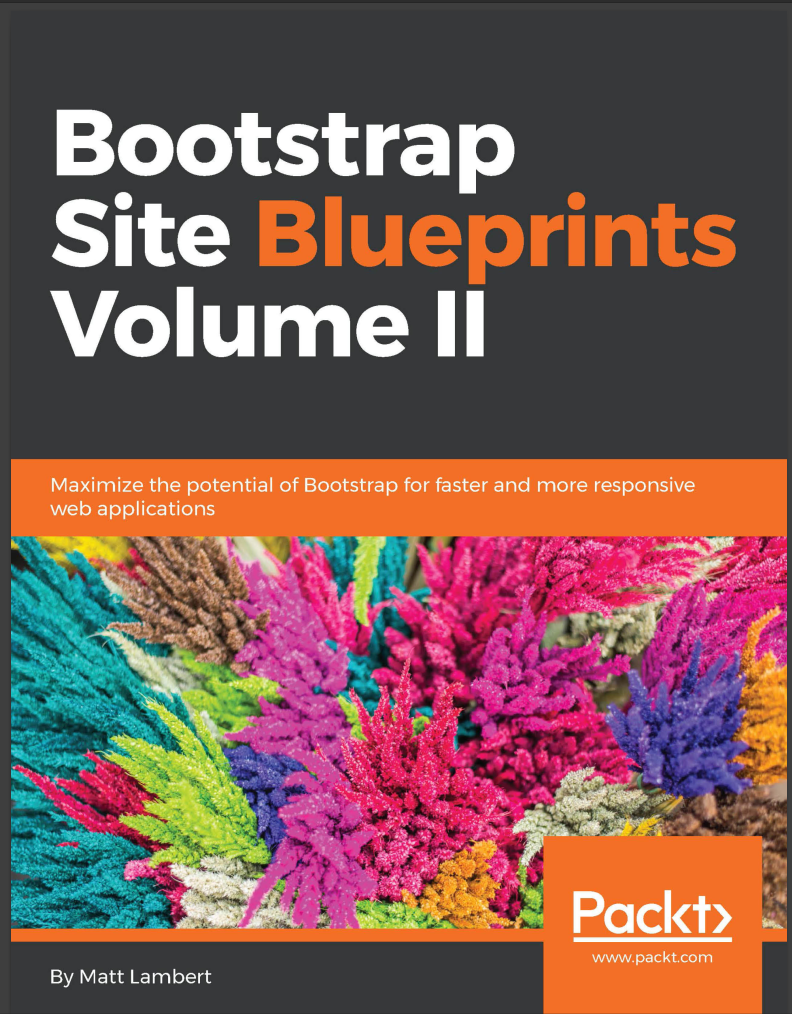 Bootstrap
Site Blueprints
Volume II
Maximize the potential of Bootstrap for faster and more responsive
web applications
Packt>
www.packt.com
By Matt Lambert